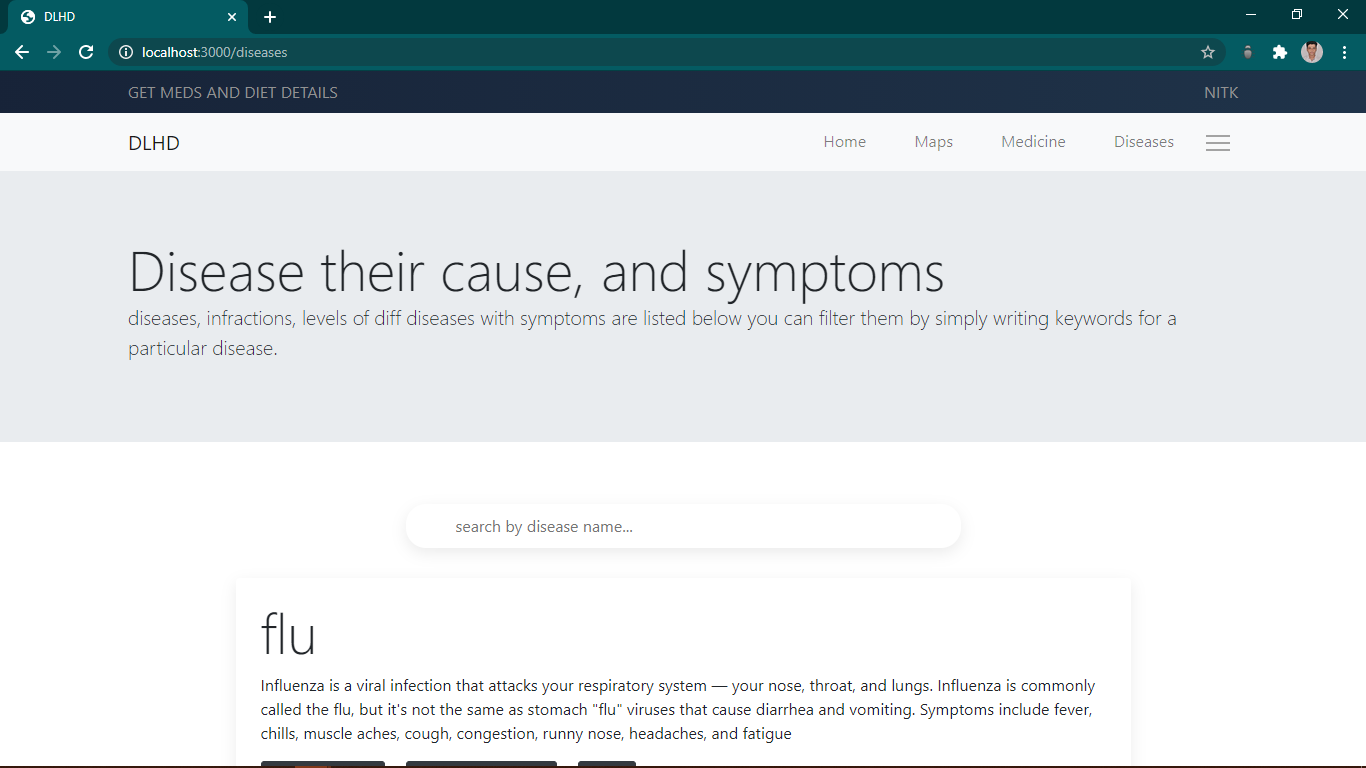 DLHD
localhost:3000/diseases
GET MEDS AND DIET DETAILS
NITK
DLHD
Home
Maps
Medicine
Diseases
Disease their cause, and symptoms
diseases, infractions, levels of diff diseases with symptoms are listed below you can filter them by simply writing keywords for a
particular disease.
search by disease name...
flu
Influenza is a viral infection that attacks your respiratory system — your nose, throat, and lungs. Influenza is commonly
called the flu, but it's not the same as stomach "flu" viruses that cause diarrhea and vomiting. Symptoms include fever,
chills, muscle aches, cough, congestion, runny nose, headaches, and fatigue